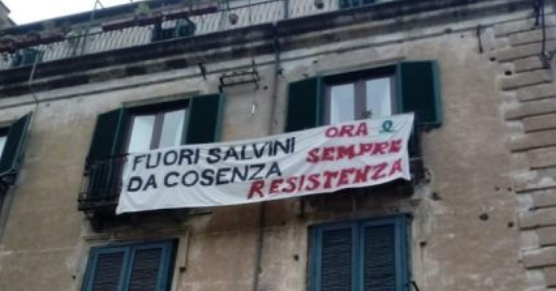 FUORI SALVINI
DA COSENZA
ORA E
SEMPRE
RESISTENZA